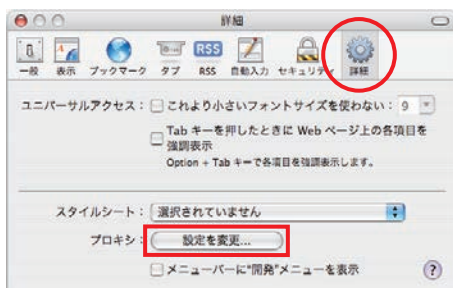 詳細
一般 表示 ブックマーク タブ RSS 自動入力 セキュリティ 詳細
RSS
ユニバーサルアクセス： これより小さいフォントサイズを使わない： 9
Tab キーを押したときに Web ページ上の各項目を
強調表示
Option + Tab キーで各項目を強調表示します。
スタイルシート： 選択されていません
プロキシ： 設定を変更...
メニューバーに"開発"メニューを表示 ?